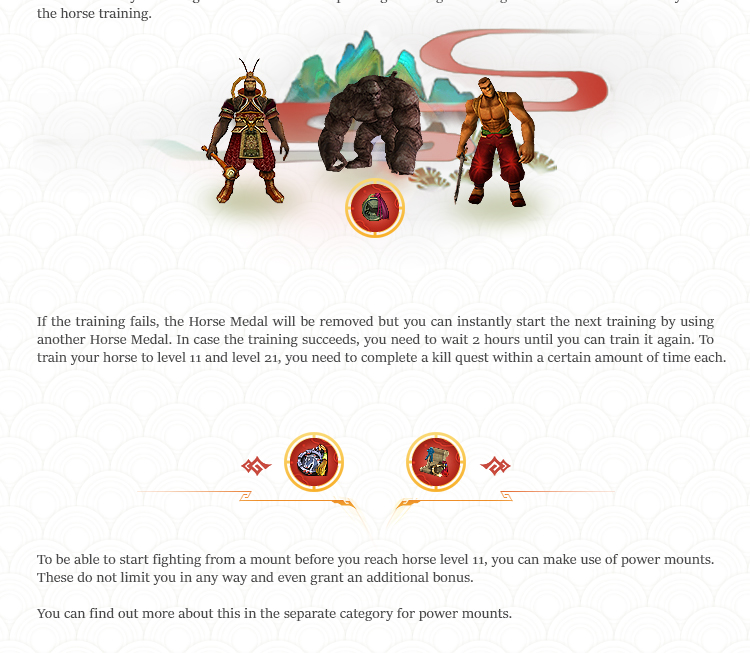 the horse training.
If the training fails, the Horse Medal will be removed but you can instantly start the next training by using
another Horse Medal. In case the training succeeds, you need to wait 2 hours until you can train it again. To
train your horse to level 11 and level 21, you need to complete a kill quest within a certain amount of time each.
To be able to start fighting from a mount before you reach horse level 11, you can make use of power mounts.
These do not limit you in any way and even grant an additional bonus.
You can find out more about this in the separate category for power mounts.